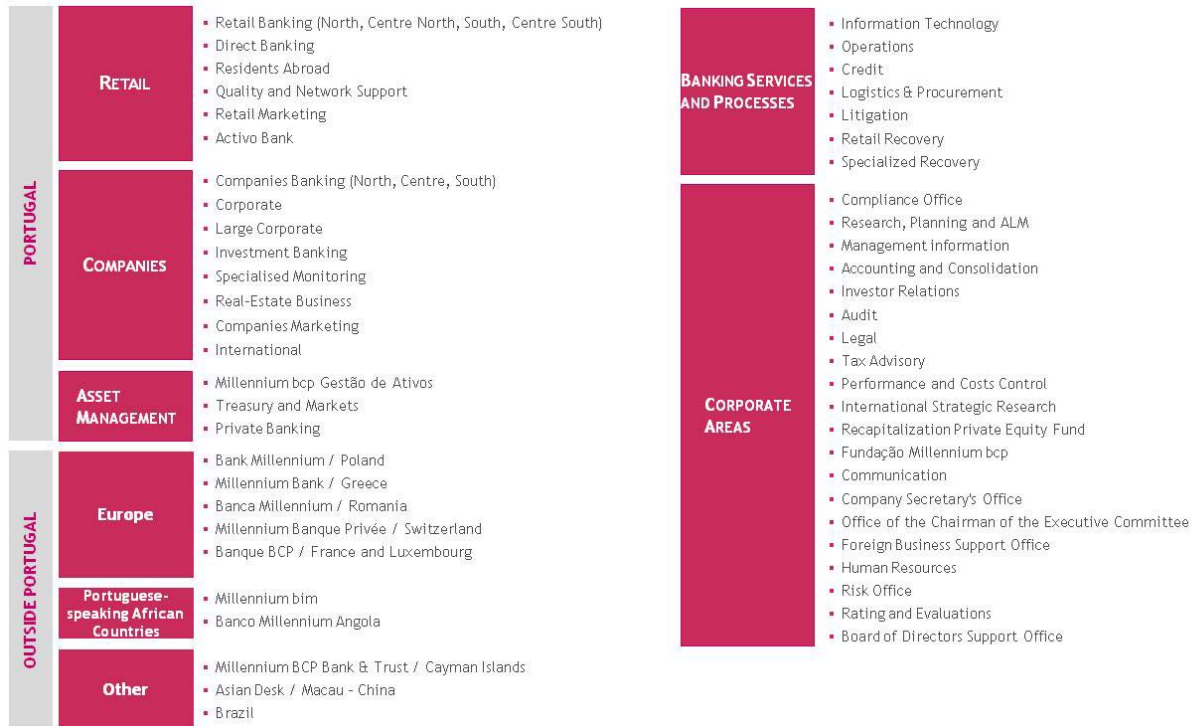 PORTUGAL
RETAIL
▪ Retail Banking (North, Centre North, South, Centre South)
▪ Direct Banking
▪ Residents Abroad
▪ Quality and Network Support
▪ Retail Marketing
▪ Activo Bank
COMPANIES
▪ Companies Banking (North, Centre, South)
▪ Corporate
▪ Large Corporate
▪ Investment Banking
▪ Specialised Monitoring
▪ Real-Estate Business
▪ Companies Marketing
▪ International
ASSET
MANAGEMENT
▪ Millennium bcp Gestão de Ativos
▪ Treasury and Markets
▪ Private Banking
OUTSIDE PORTUGAL
Europe
▪ Bank Millennium / Poland
▪ Millennium Bank / Greece
▪ Banca Millennium / Romania
▪ Millennium Banque Privée / Switzerland
▪ Banque BCP / France and Luxembourg
Portuguese-
speaking African
Countries
▪ Millennium bim
▪ Banco Millennium Angola
Other
▪ Millennium BCP Bank & Trust / Cayman Islands
▪ Asian Desk / Macau - China
▪ Brazil
BANKING SERVICES
AND PROCESSES
▪ Information Technology
▪ Operations
▪ Credit
▪ Logistics & Procurement
▪ Litigation
▪ Retail Recovery
▪ Specialized Recovery
CORPORATE
AREAS
▪ Compliance Office
▪ Research, Planning and ALM
▪ Management information
▪ Accounting and Consolidation
▪ Investor Relations
▪ Audit
▪ Legal
▪ Tax Advisory
▪ Performance and Costs Control
▪ International Strategic Research
▪ Recapitalization Private Equity Fund
▪ Fundação Millennium bcp
▪ Communication
▪ Company Secretary's Office
▪ Office of the Chairman of the Executive Committee
▪ Foreign Business Support Office
▪ Human Resources
▪ Risk Office
▪ Rating and Evaluations
▪ Board of Directors Support Office